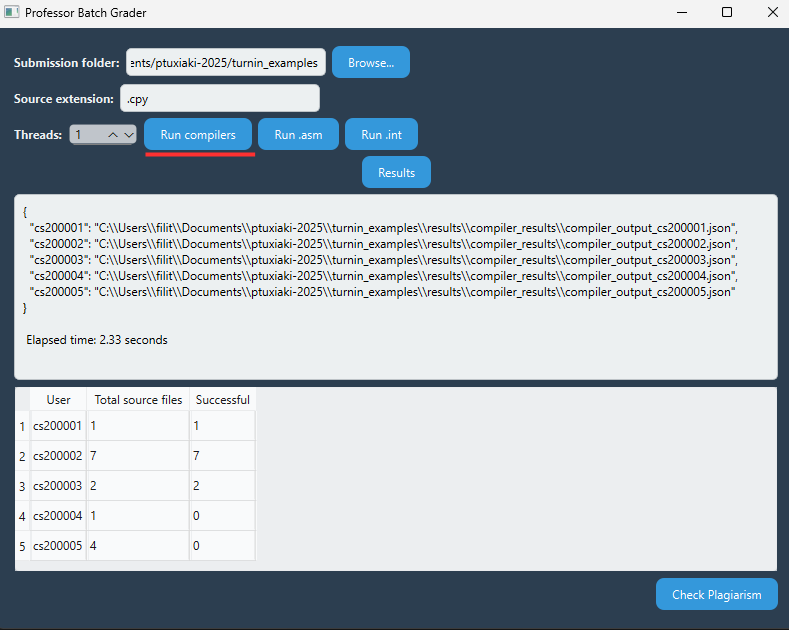 Professor Batch Grader
Submission folder: ents/ptuxiaki-2025/turnin_examples Browse...
Source extension: .cpy
Threads: 1 Run compilers Run .asm Run .int
Results
{
"cs200001": "C:\\Users\\filit\\Documents\\ptuxiaki-2025\\turnin_examples\\results\\compiler_results\\compiler_output_cs200001.json",
"cs200002": "C:\\Users\\filit\\Documents\\ptuxiaki-2025\\turnin_examples\\results\\compiler_results\\compiler_output_cs200002.json",
"cs200003": "C:\\Users\\filit\\Documents\\ptuxiaki-2025\\turnin_examples\\results\\compiler_results\\compiler_output_cs200003.json",
"cs200004": "C:\\Users\\filit\\Documents\\ptuxiaki-2025\\turnin_examples\\results\\compiler_results\\compiler_output_cs200004.json",
"cs200005": "C:\\Users\\filit\\Documents\\ptuxiaki-2025\\turnin_examples\\results\\compiler_results\\compiler_output_cs200005.json"
}
Elapsed time: 2.33 seconds
User Total source files Successful
1 cs200001 1 1
2 cs200002 7 7
3 cs200003 2 2
4 cs200004 1 0
5 cs200005 4 0
Check Plagiarism